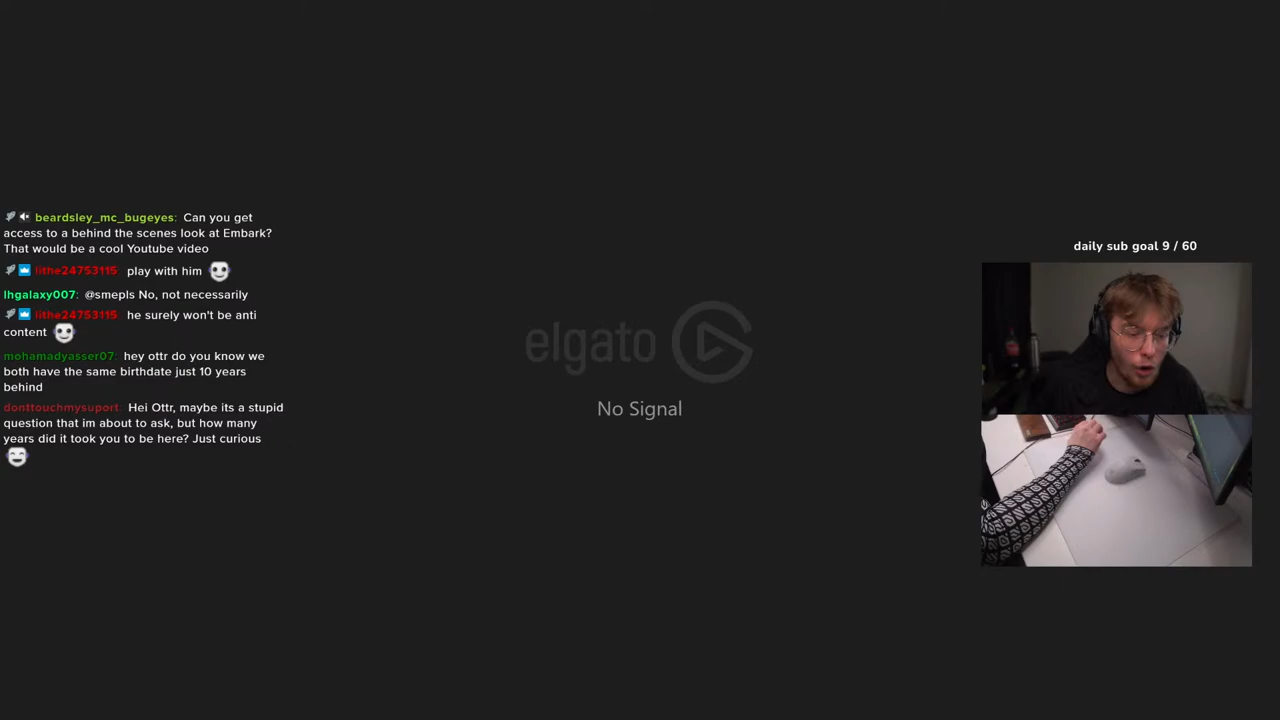 beardsley_mc_bugeyes: Can you get
access to a behind the scenes look at Embark?
That would be a cool Youtube video
lithe24753115: play with him
lhgalaxy007: @smepls No, not necessarily
lithe24753115: he surely won't be anti
content
mohamadyasser07: hey ottr do you know we
both have the same birthdate just 10 years
behind
donttouchmysuport: Hei Ottr, maybe its a stupid
question that im about to ask, but how many
years did it took you to be here? Just curious
elgato
No Signal
daily sub goal 9 / 60